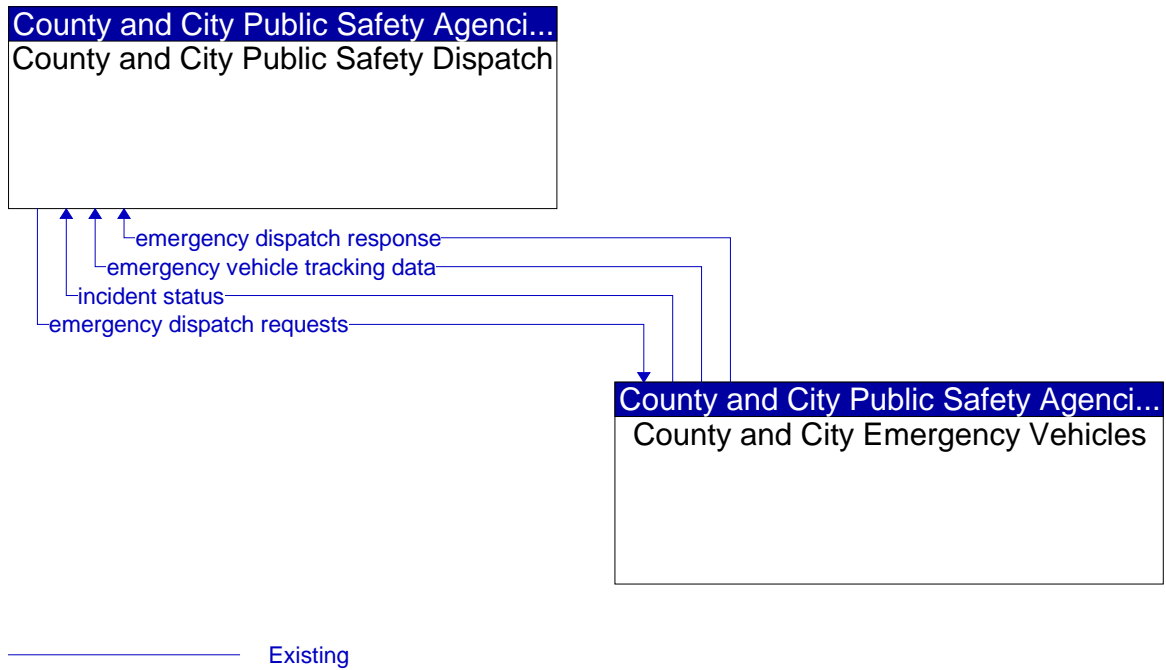 County and City Public Safety Agenci...
County and City Public Safety Dispatch
emergency dispatch response
emergency vehicle tracking data
incident status
emergency dispatch requests
County and City Public Safety Agenci...
County and City Emergency Vehicles
Existing